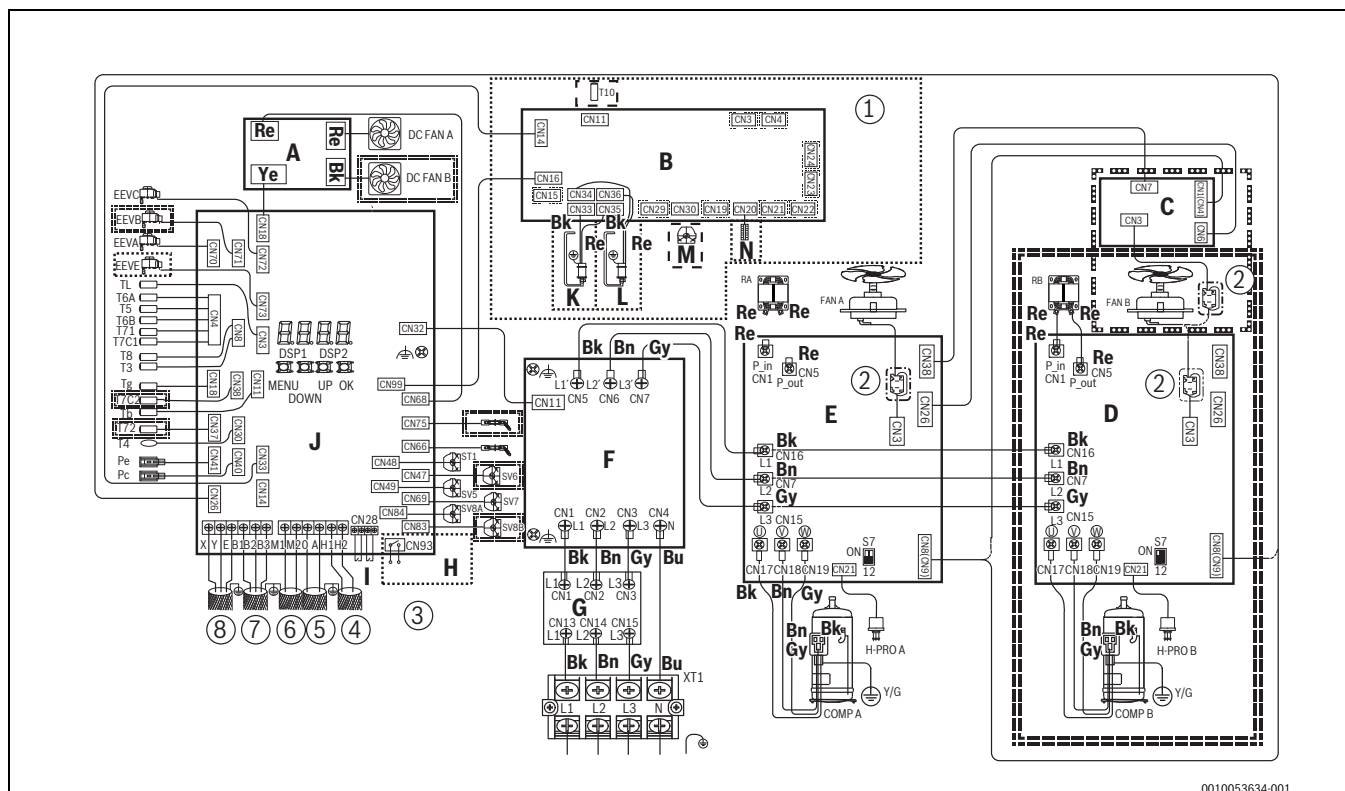 T10
CN11
CN3 CN4
1
CN14
B
CN24
CN23
CN16
CN15
CN34 CN36
CN33 CN35
CN29 CN30 CN19 CN20 CN21 CN22
Bk Re Re
K L M N
Re Re DC FAN A
A
Ye Bk DC FAN B
EEVC
EEVB
EEVA
EEVE
TL
T6A
T5
T6B
T71
T7C1
T8
T3
Tg
T7C2
T72
T4
Pe
Pc
CN18
CN70 CN71 CN72
CN73
CN4 CN8 CN3
CN18 CN38 CN11
CN37 CN30
CN41 CN40 CN33
CN26 CN14
DSP1 DSP2
MENU UP OK
DOWN
J
CN32
CN99
CN68
CN75
CN66
CN48 ST1
CN47 SV6
CN49 SV5
CN69 SV7
CN84 SV8A
CN83 SV8B
CN28
CN93
X Y E B1 B2 B3 M1 M2 O A H1 H2
I H
3
8 7 6 5 4
Bk Bn Gy
L1' L2' L3'
CN5 CN6 CN7
CN11
F
CN1 CN2 CN3 CN4
L1 L2 L3 N
Bk Bn Gy Bu
L1 L2 L3
CN1 CN2 CN3
G
CN13 CN14 CN15
L1 L2 L3
Bk Bn Gy Bu
XT1
L1 L2 L3 N
RA
Re Re
FAN A
Re
P_in
CN1
Re
CN5
P_out
2
CN38
CN26
CN3
E
Bk
CN16
L1
Bn
CN7
L2
Gy
L3 CN15
U V W
CN17 CN18 CN19
S7
ON
12
CN21
CN8(CN9)
Bk Bn Gy
Bn Bk
Gy
H-PRO A
Y/G
COMP A
CN7
C
CN1(CN4)
CN3
CN6
2
RB
Re Re
FAN B
P_in
CN1
Re
CN5
P_out
2
CN38
CN26
CN3
D
Bk
CN16
L1
Bn
CN7
L2
Gy
L3 CN15
U V W
CN17 CN18 CN19
S7
ON
12
CN21
CN8(CN9)
Bn Bk
Gy
H-PRO B
Y/G
COMP B
0010053634-001